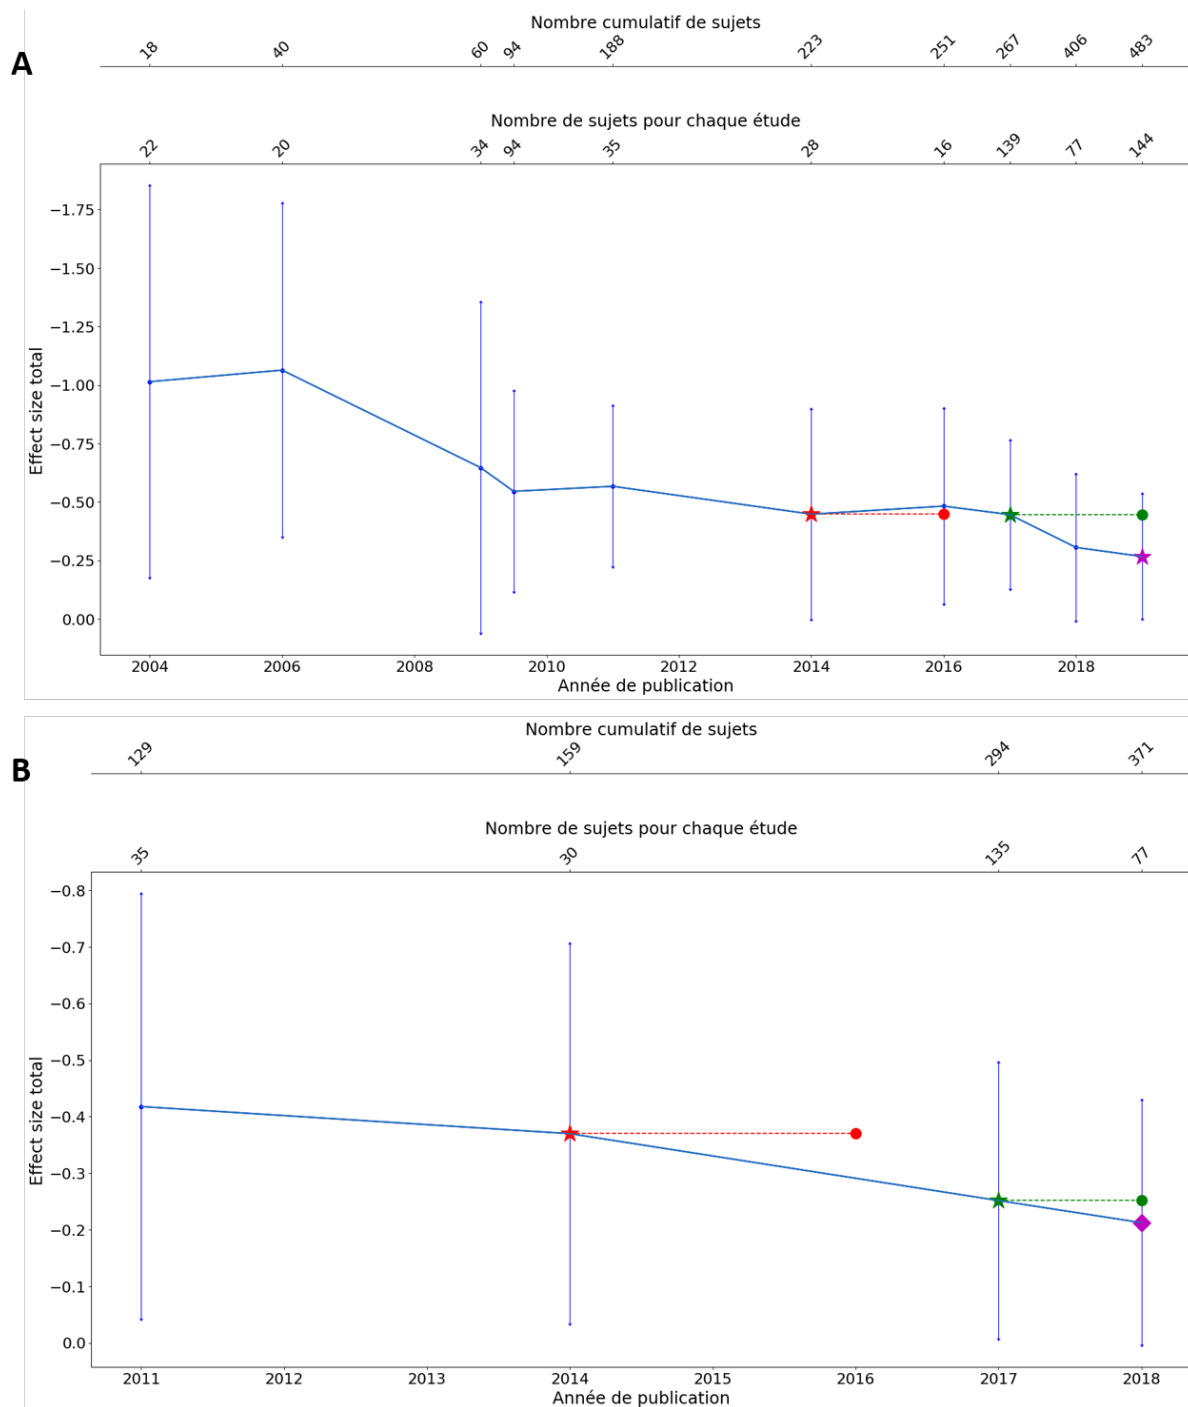 Nombre cumulatif de sujets
A
18 40 60 94 188 223 251 267 406 483
Nombre de sujets pour chaque étude
22 20 34 94 35 28 16 139 77 144
Effect size total
−1.75
−1.50
−1.25
−1.00
−0.75
−0.50
−0.25
0.00
2004 2006 2008 2010 2012 2014 2016 2018
Année de publication
Nombre cumulatif de sujets
B
129 159 294 371
Nombre de sujets pour chaque étude
35 30 135 77
Effect size total
−0.8
−0.7
−0.6
−0.5
−0.4
−0.3
−0.2
−0.1
0.0
2011 2012 2013 2014 2015 2016 2017 2018
Année de publication